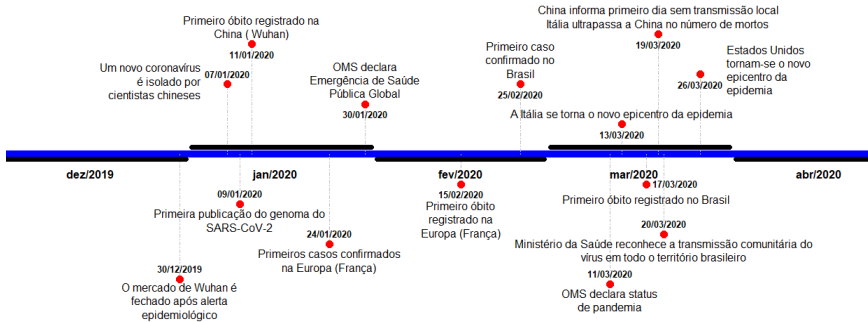 China informa primeiro dia sem transmissão local
Itália ultrapassa a China no número de mortos
19/03/2020
Primeiro óbito registrado na
China ( Wuhan)
11/01/2020
Um novo coronavírus
é isolado por
cientistas chineses
07/01/2020
OMS declara
Emergência de Saúde
Pública Global
30/01/2020
Primeiro caso
confirmado no
Brasil
25/02/2020
Estados Unidos
tornam-se o novo
epicentro da
epidemia
26/03/2020
A Itália se torna o novo epicentro da epidemia
13/03/2020
dez/2019
jan/2020
fev/2020
mar/2020
abr/2020
09/01/2020
Primeira publicação do genoma do
SARS-CoV-2
24/01/2020
Primeiros casos confirmados
na Europa (França)
30/12/2019
O mercado de Wuhan é
fechado após alerta
epidemiológico
15/02/2020
Primeiro óbito
registrado na
Europa (França)
17/03/2020
Primeiro óbito registrado no Brasil
20/03/2020
Ministério da Saúde reconhece a transmissão comunitária do
vírus em todo o território brasileiro
11/03/2020
OMS declara status
de pandemia